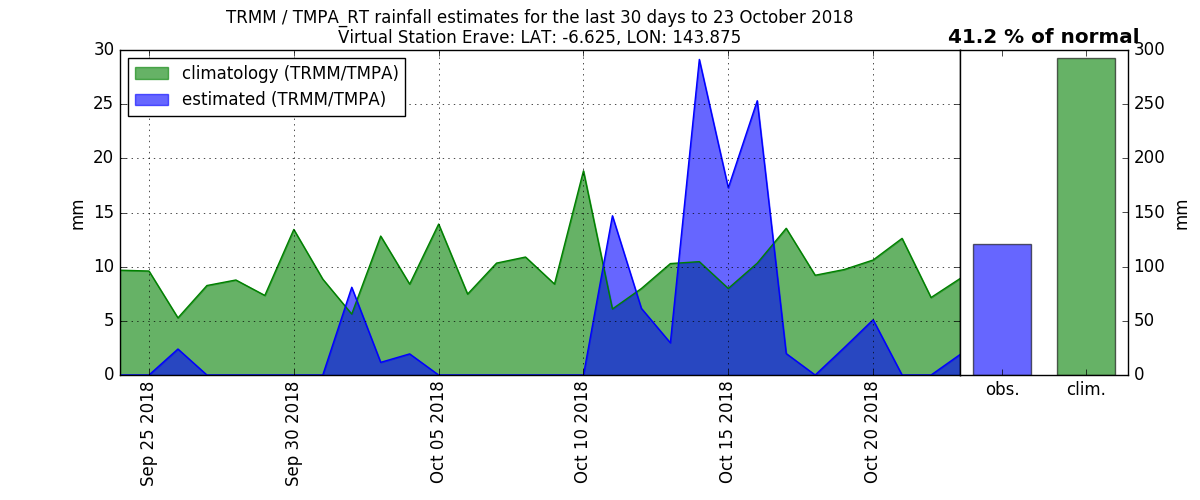 TRMM / TMPA_RT rainfall estimates for the last 30 days to 23 October 2018
Virtual Station Erave: LAT: -6.625, LON: 143.875
41.2 % of normal
climatology (TRMM/TMPA)
estimated (TRMM/TMPA)
30
25
20
15
10
5
0
mm
Sep 25 2018
Sep 30 2018
Oct 05 2018
Oct 10 2018
Oct 15 2018
Oct 20 2018
obs.
clim.
300
250
200
150
100
50
0
mm